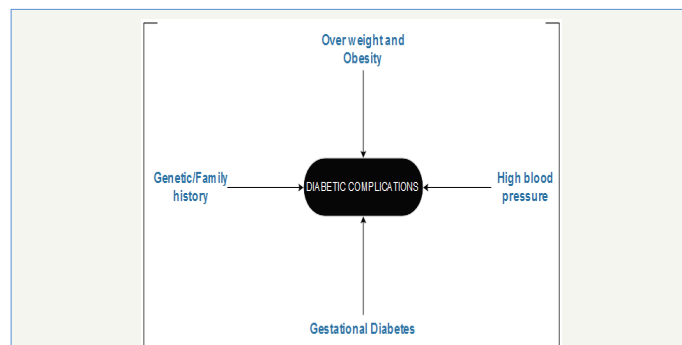 Over weight and
Obesity
Genetic/Family
history
DIABETIC COMPLICATIONS
High blood
pressure
Gestational Diabetes